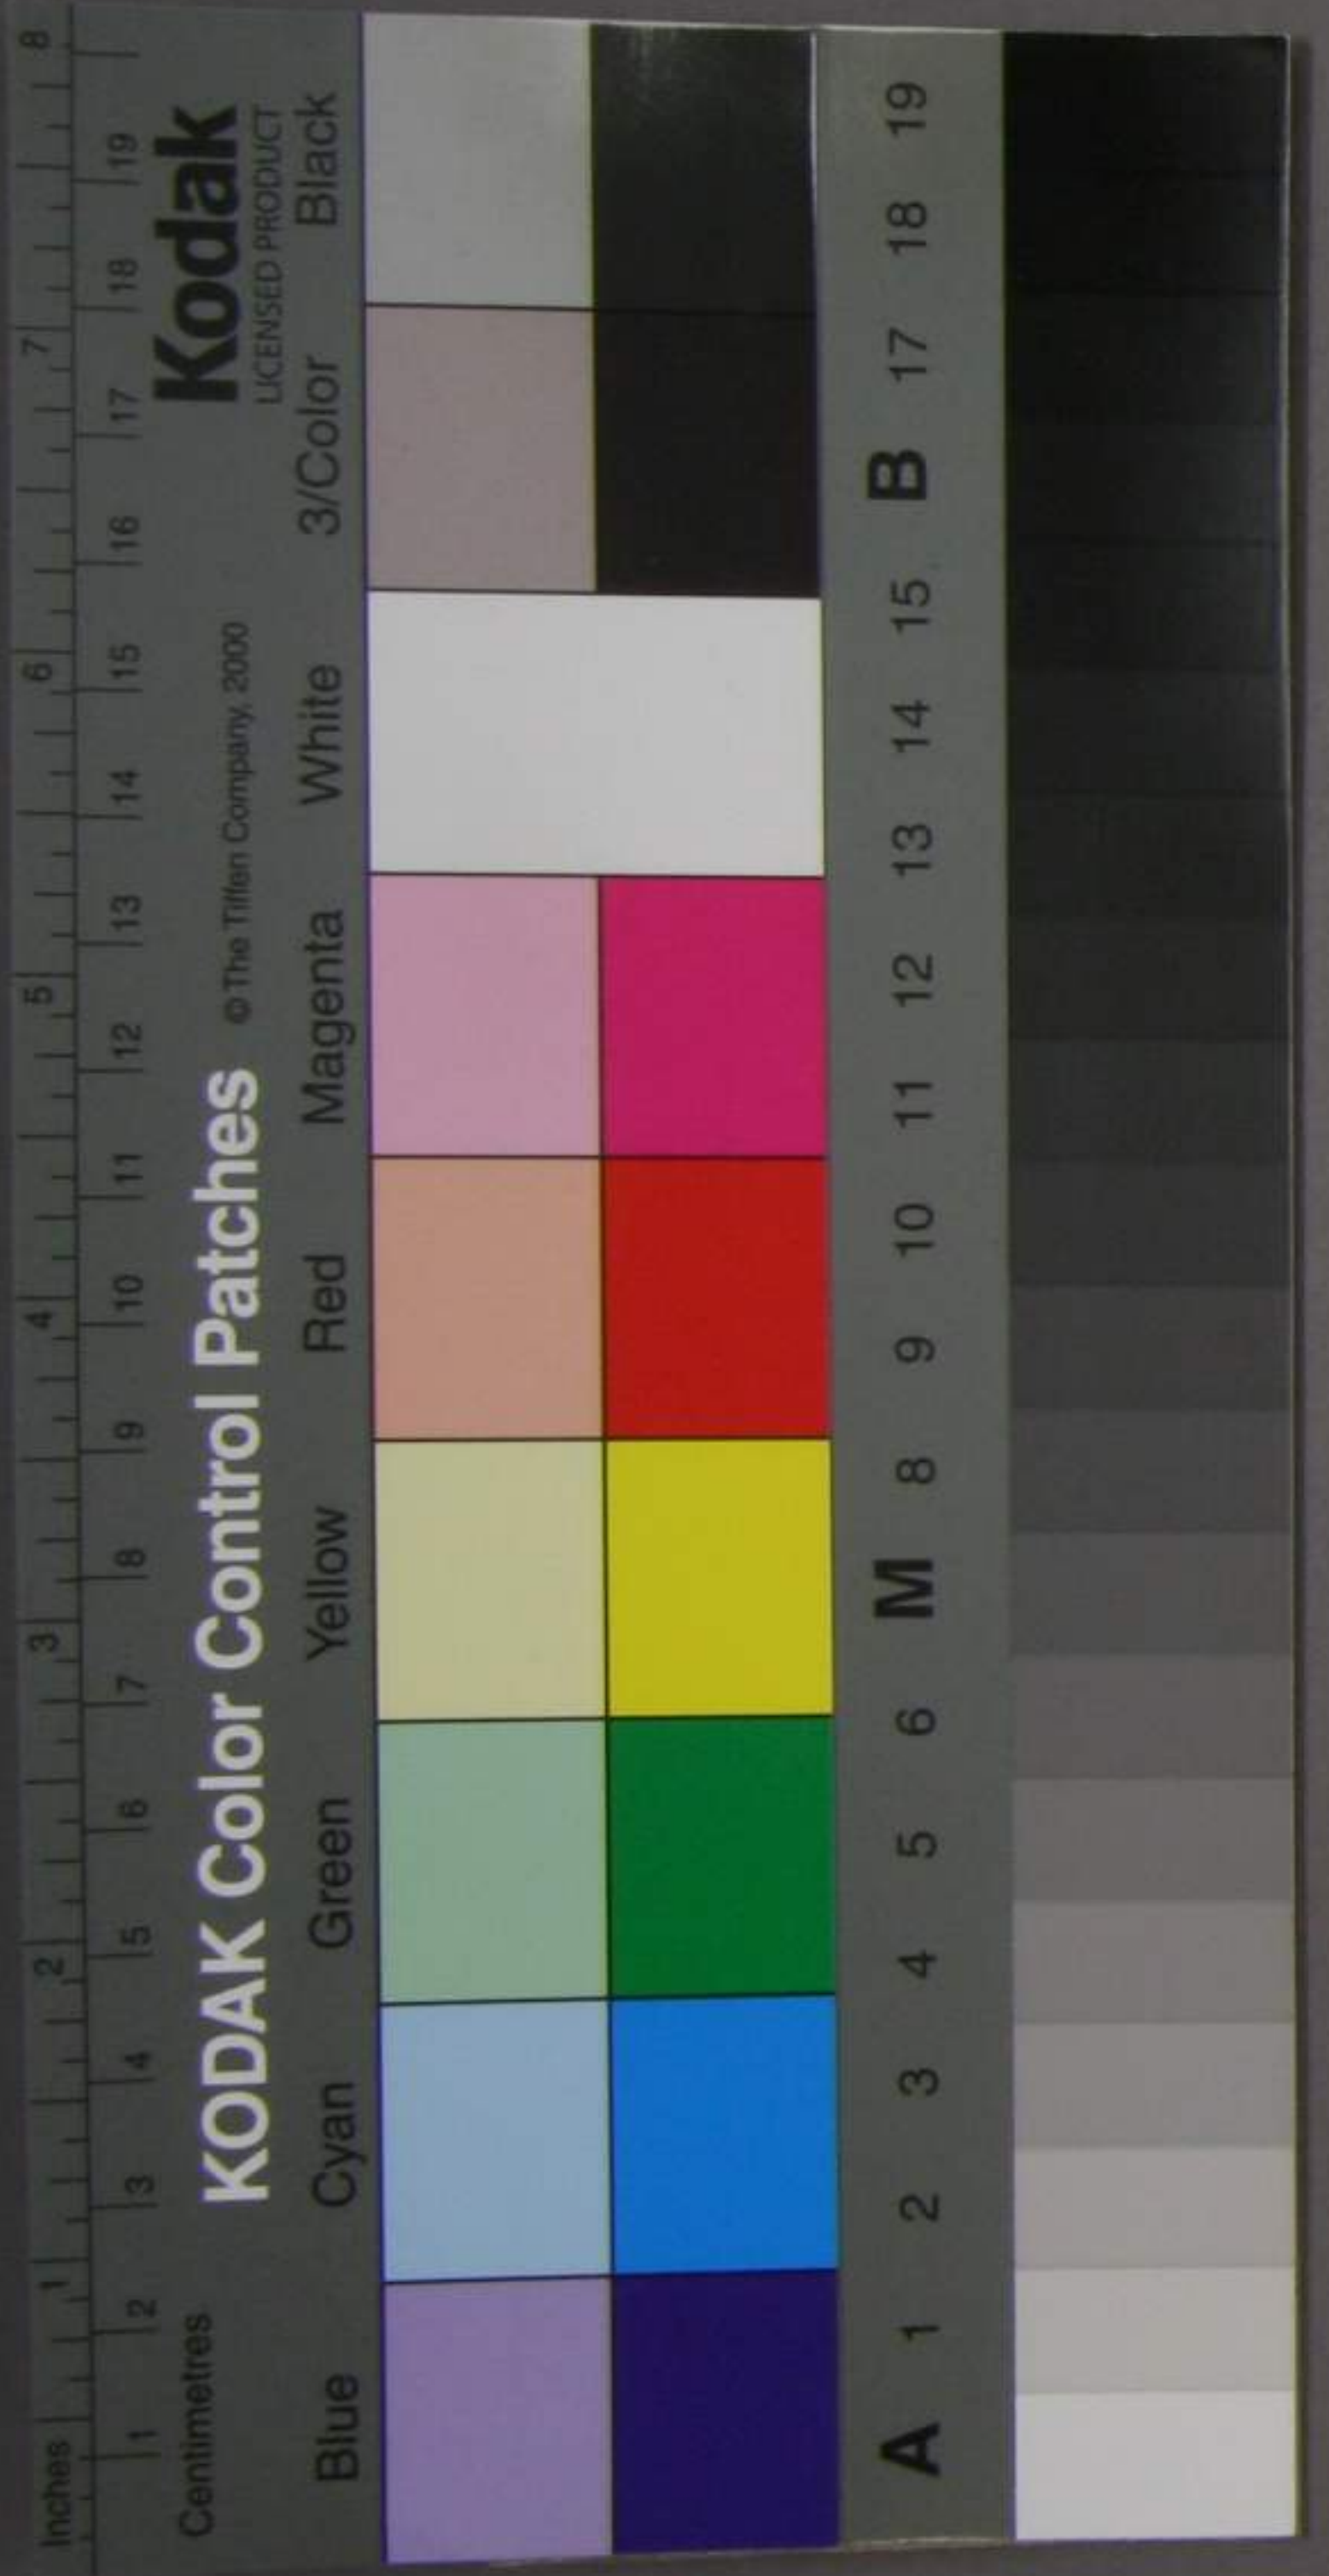 Inches 1 2 3 4 5 6 7 8
Centimetres 1 2 3 4 5 6 7 8 9 10 11 12 13 14 15 16 17 18 19
KODAK Color Control Patches © The Tiffen Company, 2000 Kodak
LICENSED PRODUCT
Blue Cyan Green Yellow Red Magenta White 3/Color Black
A 1 2 3 4 5 6 M 8 9 10 11 12 13 14 15 B 17 18 19